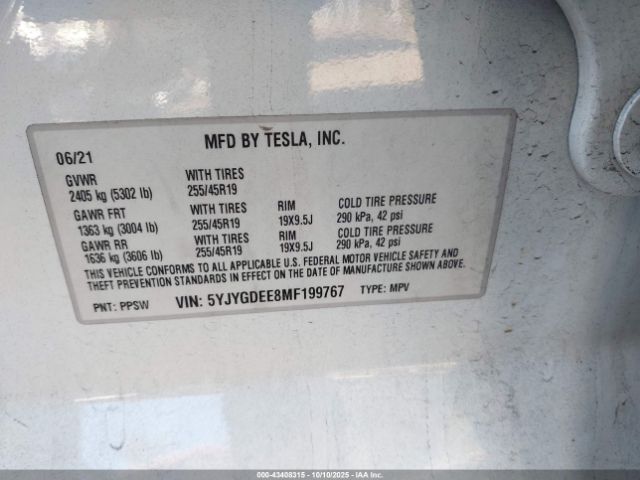 MFD BY TESLA, INC.
06/21
GVWR WITH TIRES
2405 kg (5302 lb) 255/45R19
GAWR FRT WITH TIRES RIM COLD TIRE PRESSURE
1363 kg (3004 lb) 255/45R19 19X9.5J 290 kPa, 42 psi
GAWR RR WITH TIRES RIM COLD TIRE PRESSURE
1636 kg (3606 lb) 255/45R19 19X9.5J 290 kPa, 42 psi
THIS VEHICLE CONFORMS TO ALL APPLICABLE U.S. FEDERAL MOTOR VEHICLE SAFETY AND
THEFT PREVENTION STANDARDS IN EFFECT ON THE DATE OF MANUFACTURE SHOWN ABOVE.
PNT: PPSW VIN: 5YJYGDEE8MF199767 TYPE: MPV
000-43408315 - 10/10/2025 - IAA Inc.